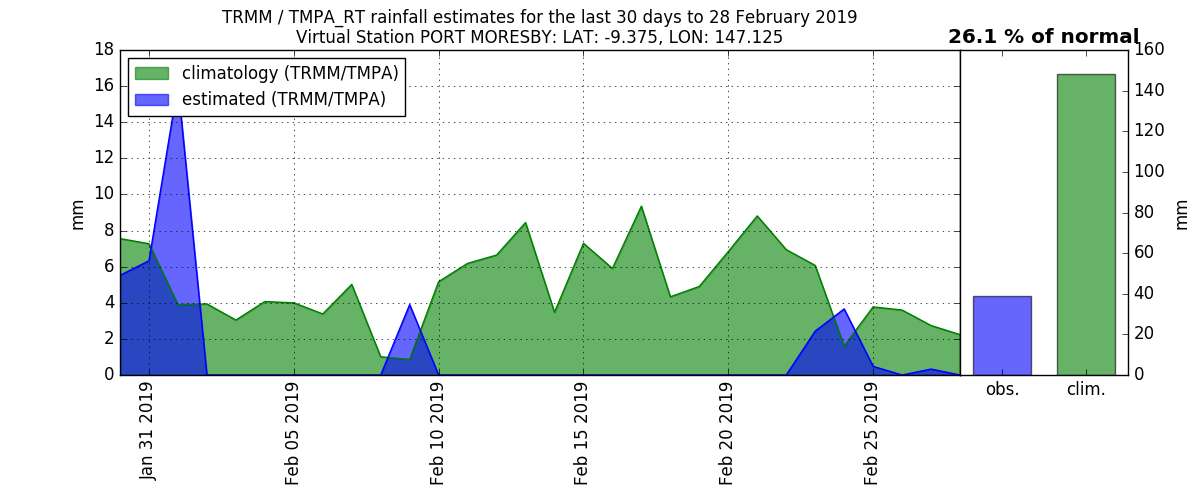 TRMM / TMPA_RT rainfall estimates for the last 30 days to 28 February 2019
Virtual Station PORT MORESBY: LAT: -9.375, LON: 147.125
26.1 % of normal
climatology (TRMM/TMPA)
estimated (TRMM/TMPA)
18
16
14
12
10
8
6
4
2
0
mm
Jan 31 2019
Feb 05 2019
Feb 10 2019
Feb 15 2019
Feb 20 2019
Feb 25 2019
160
140
120
100
80
60
40
20
0
mm
obs.
clim.